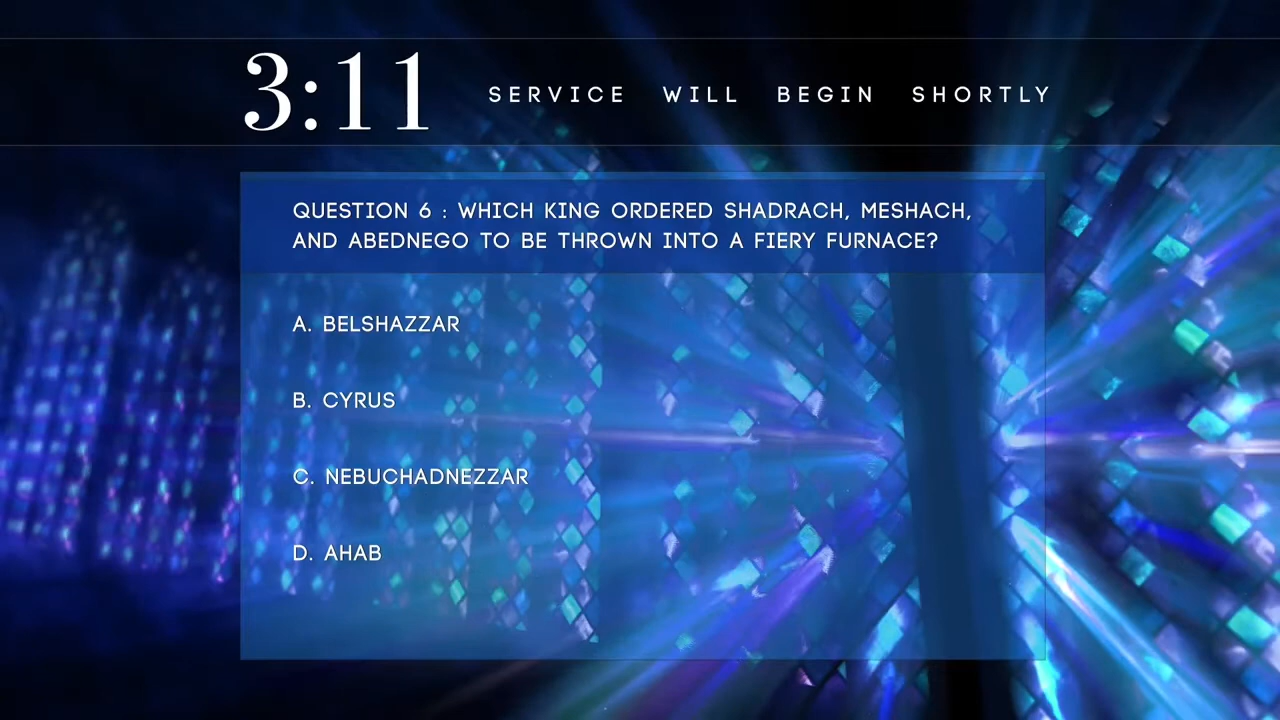 3:11
SERVICE WILL BEGIN SHORTLY
QUESTION 6 : WHICH KING ORDERED SHADRACH, MESHACH,
AND ABEDNEGO TO BE THROWN INTO A FIERY FURNACE?
A. BELSHAZZAR
B. CYRUS
C. NEBUCHADNEZZAR
D. AHAB